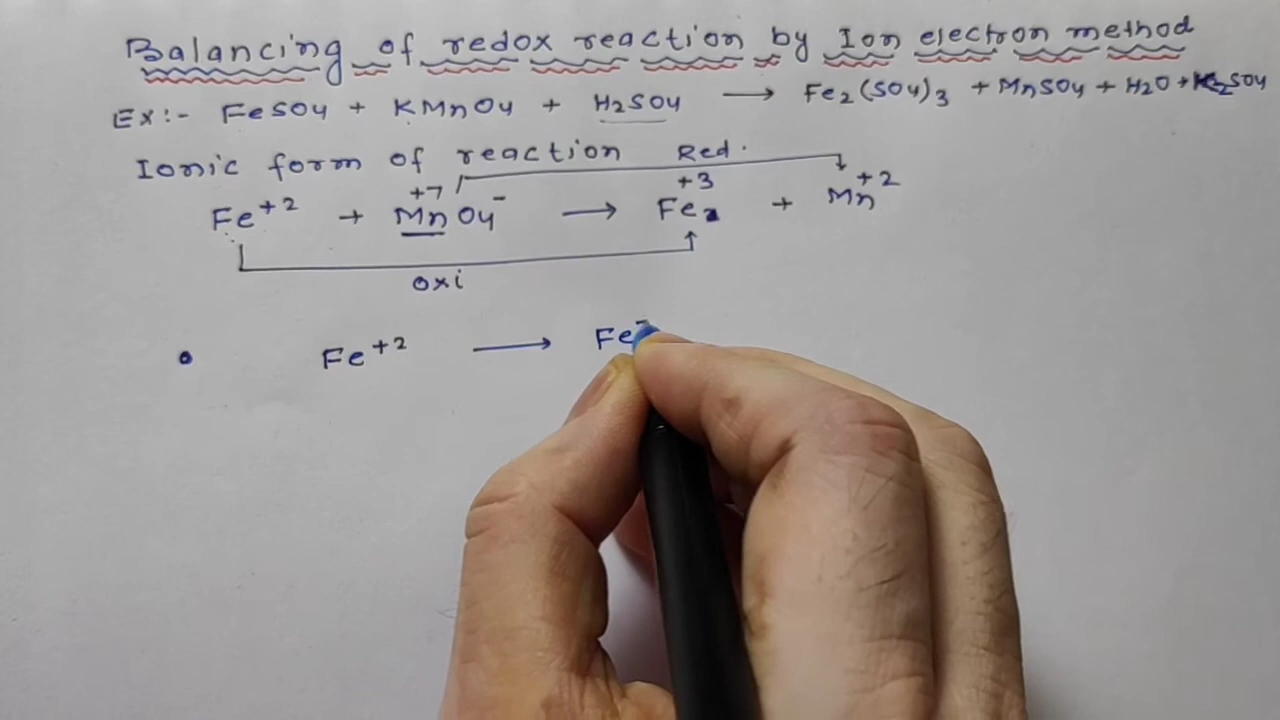 Balancing of redox reaction by Ion electron method
Ex:- FeSO4 + KMnO4 + H2SO4 → Fe2(SO4)3 + MnSO4 + H2O + K2SO4
Ionic form of reaction Red.
Fe+2 + +7 MnO4- → +3 Fe2 + Mn+2
oxi
• Fe+2 → Fe